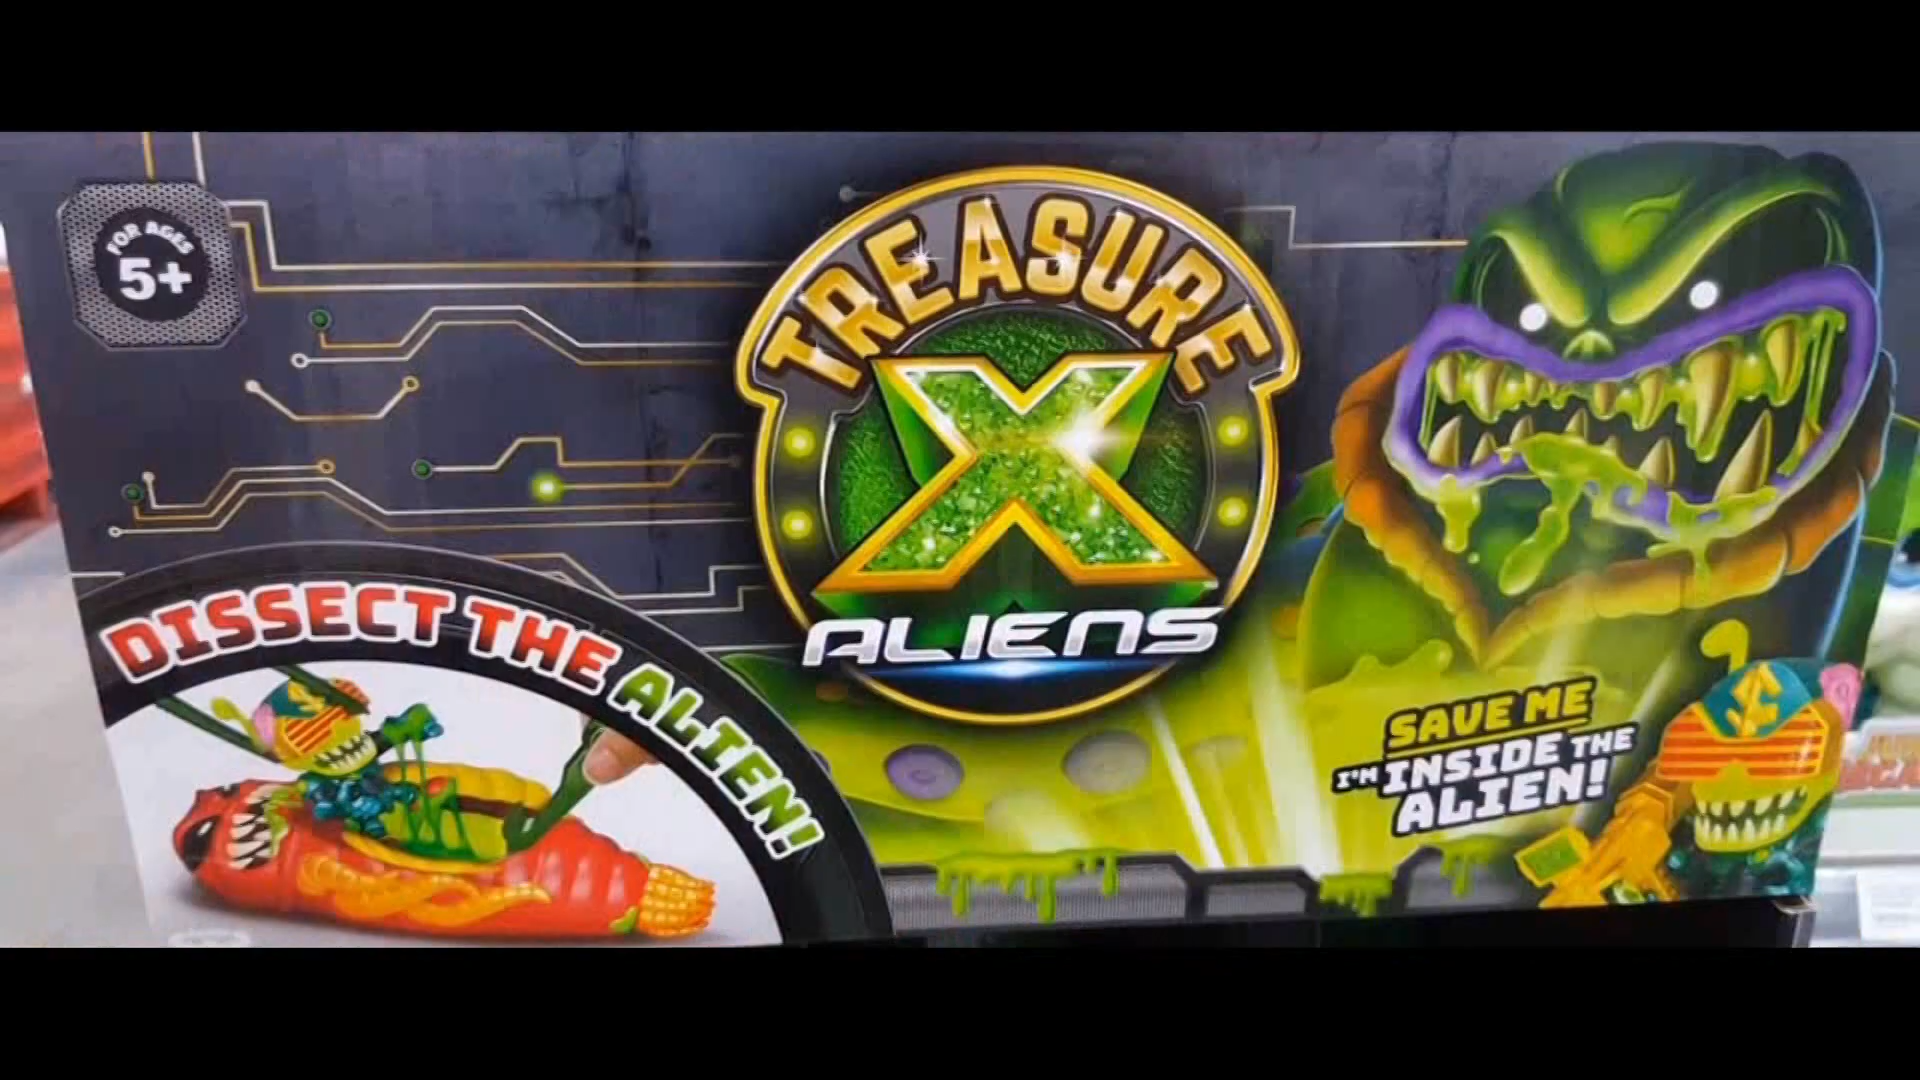 FOR AGES
5+
TREASURE
X
ALIENS
DISSECT THE ALIEN!
SAVE ME
I'M INSIDE THE
ALIEN!